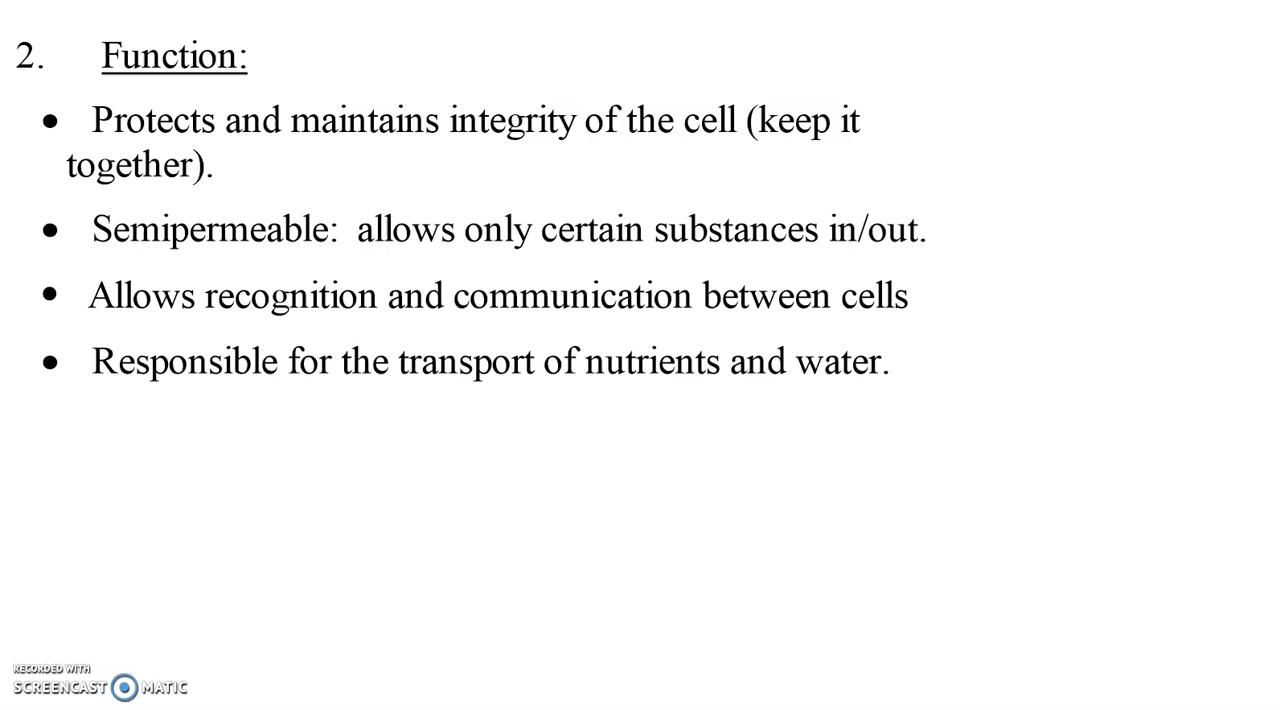 2. Function:
• Protects and maintains integrity of the cell (keep it
together).
• Semipermeable: allows only certain substances in/out.
• Allows recognition and communication between cells
• Responsible for the transport of nutrients and water.
RECORDED WITH
SCREENCAST MATIC